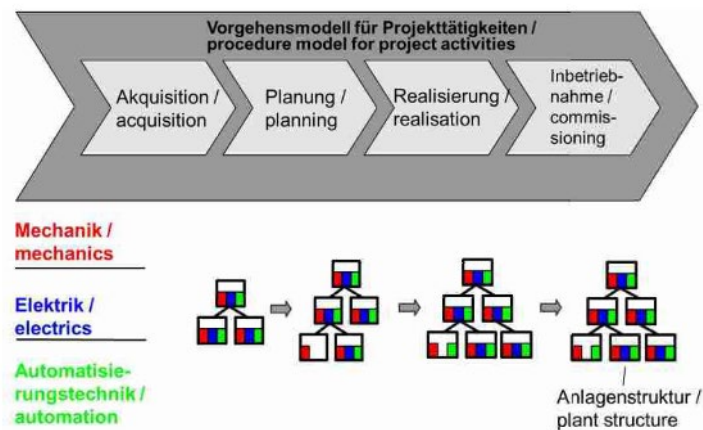 Vorgehensmodell für Projekttätigkeiten /
procedure model for project activities
Akquisition /
acquisition
Planung /
planning
Realisierung /
realisation
Inbetrieb-
nahme /
commis-
sioning
Mechanik /
mechanics
Elektrik /
electrics
Automatisie-
rungstechnik /
automation
Anlagenstruktur /
plant structure